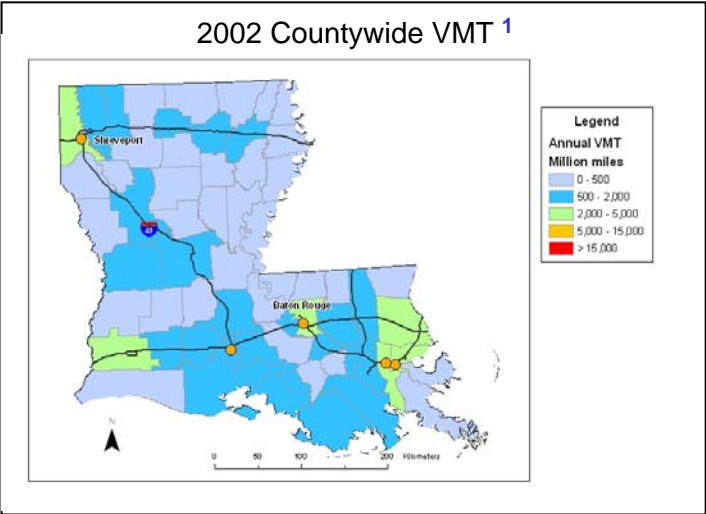 2002 Countywide VMT 1
Shreveport
49
Baton Rouge
N
0 50 100 200 Kilometers
Legend
Annual VMT
Million miles
0 - 500
500 - 2,000
2,000 - 5,000
5,000 - 15,000
> 15,000